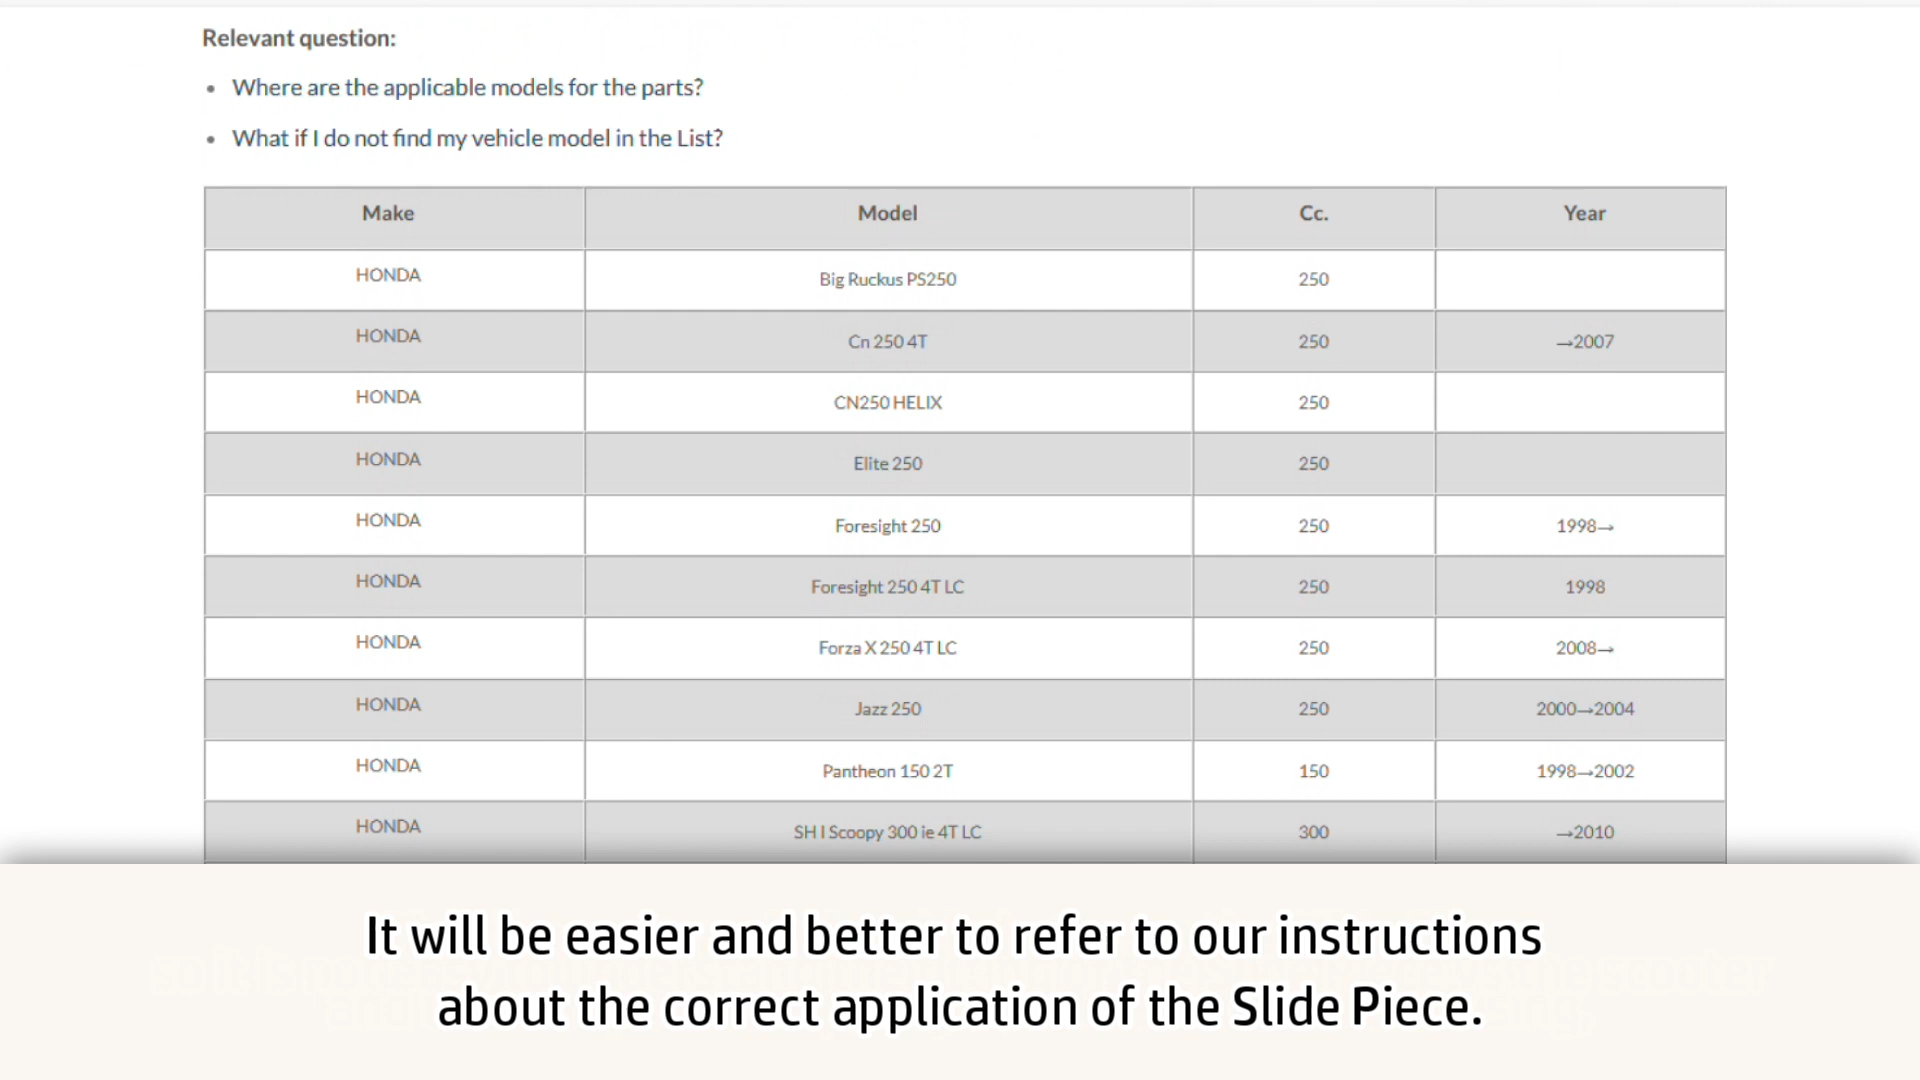 Relevant question:
• Where are the applicable models for the parts?
• What if I do not find my vehicle model in the List?
Make Model Cc. Year
HONDA Big Ruckus PS250 250
HONDA Cn 250 4T 250 →2007
HONDA CN250 HELIX 250
HONDA Elite 250 250
HONDA Foresight 250 250 1998→
HONDA Foresight 250 4T LC 250 1998
HONDA Forza X 250 4T LC 250 2008→
HONDA Jazz 250 250 2000→2004
HONDA Pantheon 150 2T 150 1998→2002
HONDA SH I Scoopy 300 ie 4T LC 300 →2010
It will be easier and better to refer to our instructions
about the correct application of the Slide Piece.